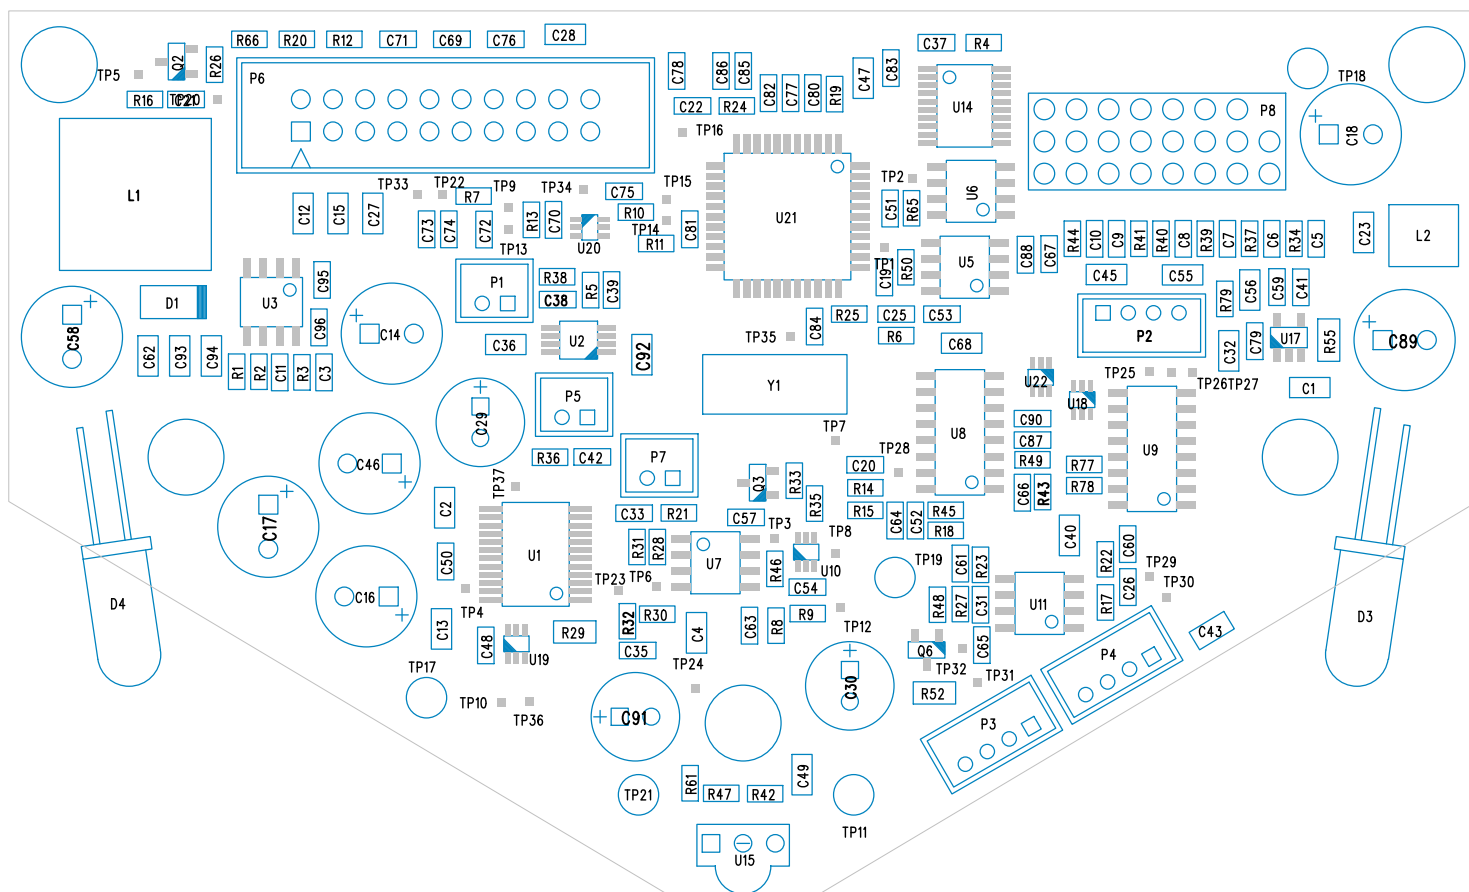 R66 R20 R12 C71 C69 C76 C28 C37 R4
Q2 R26 TP5 P6 C78 C86 C85 C47 C83 TP18
R16 C21 TP20 C22 R24 C82 C77 C80 R19 U14 P8 C18
TP16
L1 TP33 TP22 R7 TP9 TP34 C75 TP15 TP2 U6
C12 C15 C27 C73 C74 C72 R13 C70 R10 TP14 C81 U21 C51 R65
TP13 U20 R11 TP1 C88 C67 R44 C10 C9 R41 R40 C8 R39 C7 R37 C6 R34 C5 C23 L2
C95 P1 R38 R5 C39 C19 R50 U5 C45 C55
D1 U3 C38 R79 C56 C59 C41
C58 C96 C14 C84 R25 C25 C53
C62 C93 C94 C36 U2 C92 TP35 R6 C68 P2 C32 C79 U17 R55 C89
R1 R2 C11 R3 C3 Y1 U22 TP25 TP26 TP27 C1
P5 U18
C29 TP7 U8 C90
R36 C42 P7 C87
C46 TP28 C20 R49 R77 U9
TP37 Q3 R33 R14 C66 R43 R78
C2 C33 R21 C57 R35 R15 C64 C52 R45
C17 TP3 TP8 R18 C40
U1 R31 R28 C60
C50 U7 R46 U10 TP19 C61 R23 R22
TP4 TP23 TP6 C54 R48 R27 C31 U11 R17 C26 TP29
C16 TP30
D4 C13 R32 R30 C4 C63 R8 R9 TP12 D3
C48 U19 R29 C43
C35 Q6 C65 P4
TP17 TP24 TP32
C30 TP31
TP10 R52
TP36 C91 P3
R61 C49
TP21 R47 R42
TP11
U15